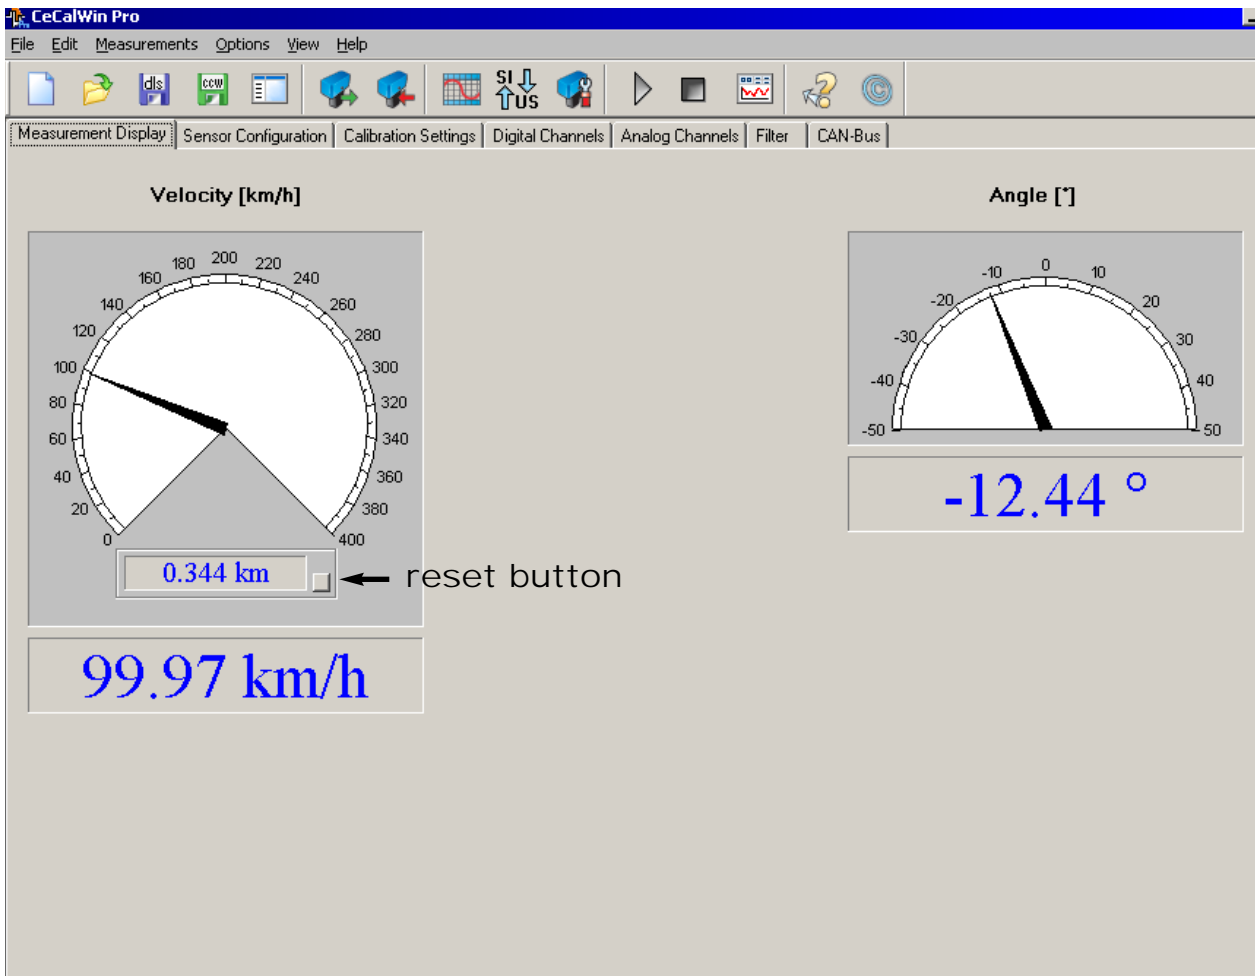 CeCalWin Pro
File Edit Measurements Options View Help
dls ccw SI US
Measurement Display Sensor Configuration Calibration Settings Digital Channels Analog Channels Filter CAN-Bus
Velocity [km/h]
0 20 40 60 80 100 120 140 160 180 200 220 240 260 280 300 320 340 360 380 400
0.344 km
reset button
99.97 km/h
Angle [°]
-50 -40 -30 -20 -10 0 10 20 30 40 50
-12.44 °